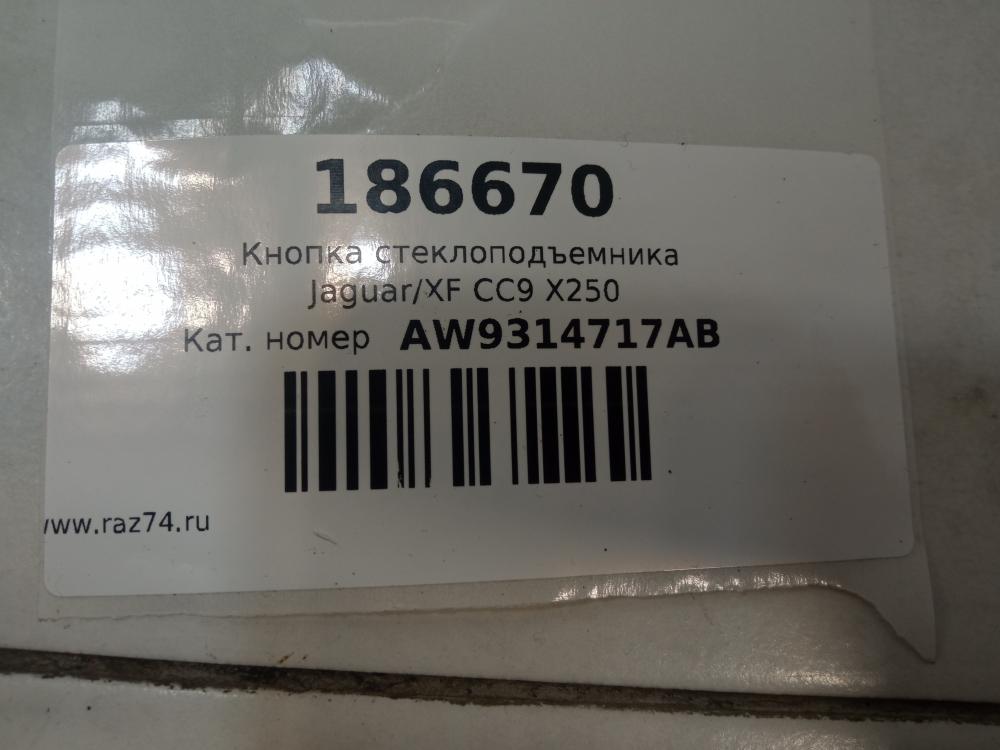 186670
Кнопка стеклоподъемника
Jaguar/XF CC9 X250
Кат. номер AW9314717AB
www.raz74.ru